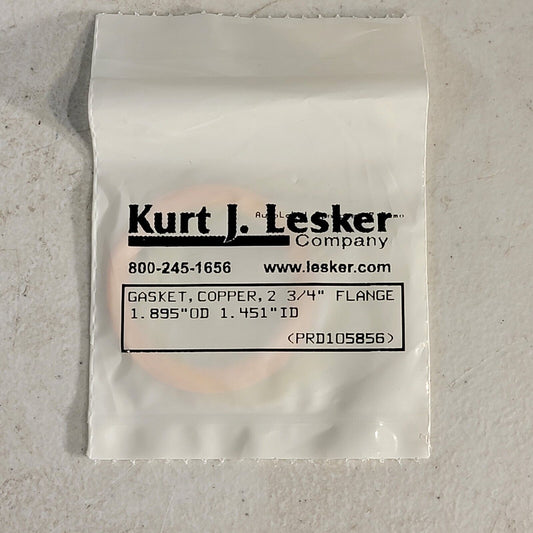 Kurt J. Lesker
Company
800-245-1656 www.lesker.com
GASKET,COPPER,2 3/4" FLANGE
1.895"OD 1.451"ID
(PRD105856)